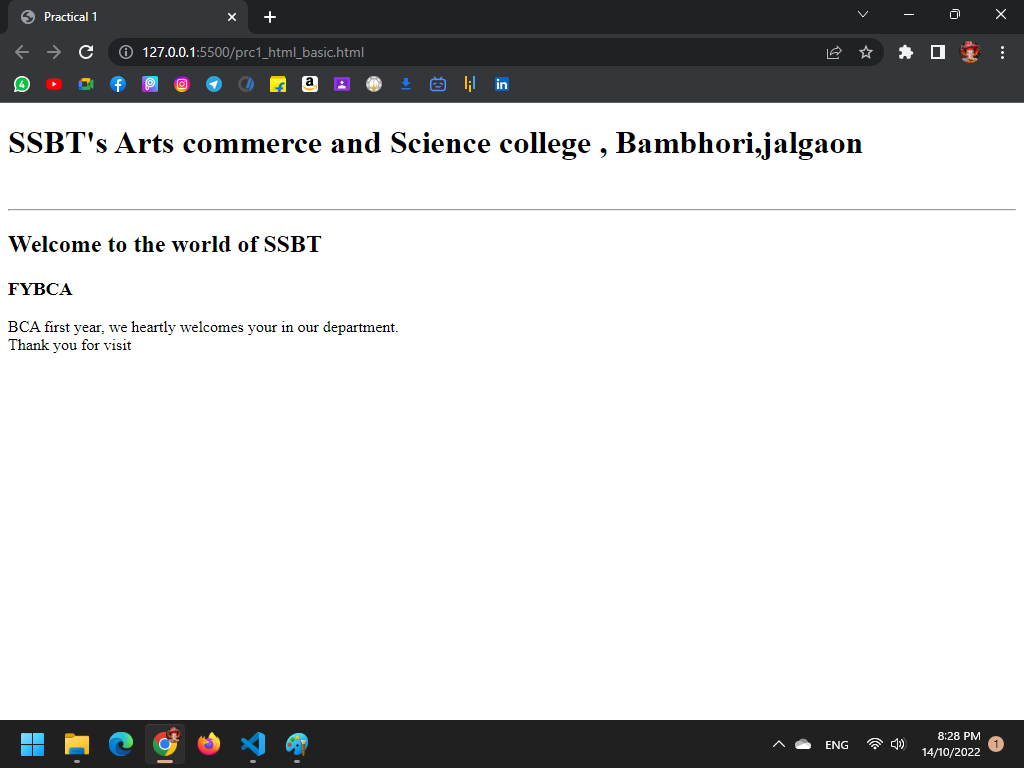 Practical 1
127.0.0.1:5500/prc1_html_basic.html
4
a
in
SSBT's Arts commerce and Science college , Bambhori,jalgaon
Welcome to the world of SSBT
FYBCA
BCA first year, we heartly welcomes your in our department.
Thank you for visit
ENG
8:28 PM
14/10/2022
1